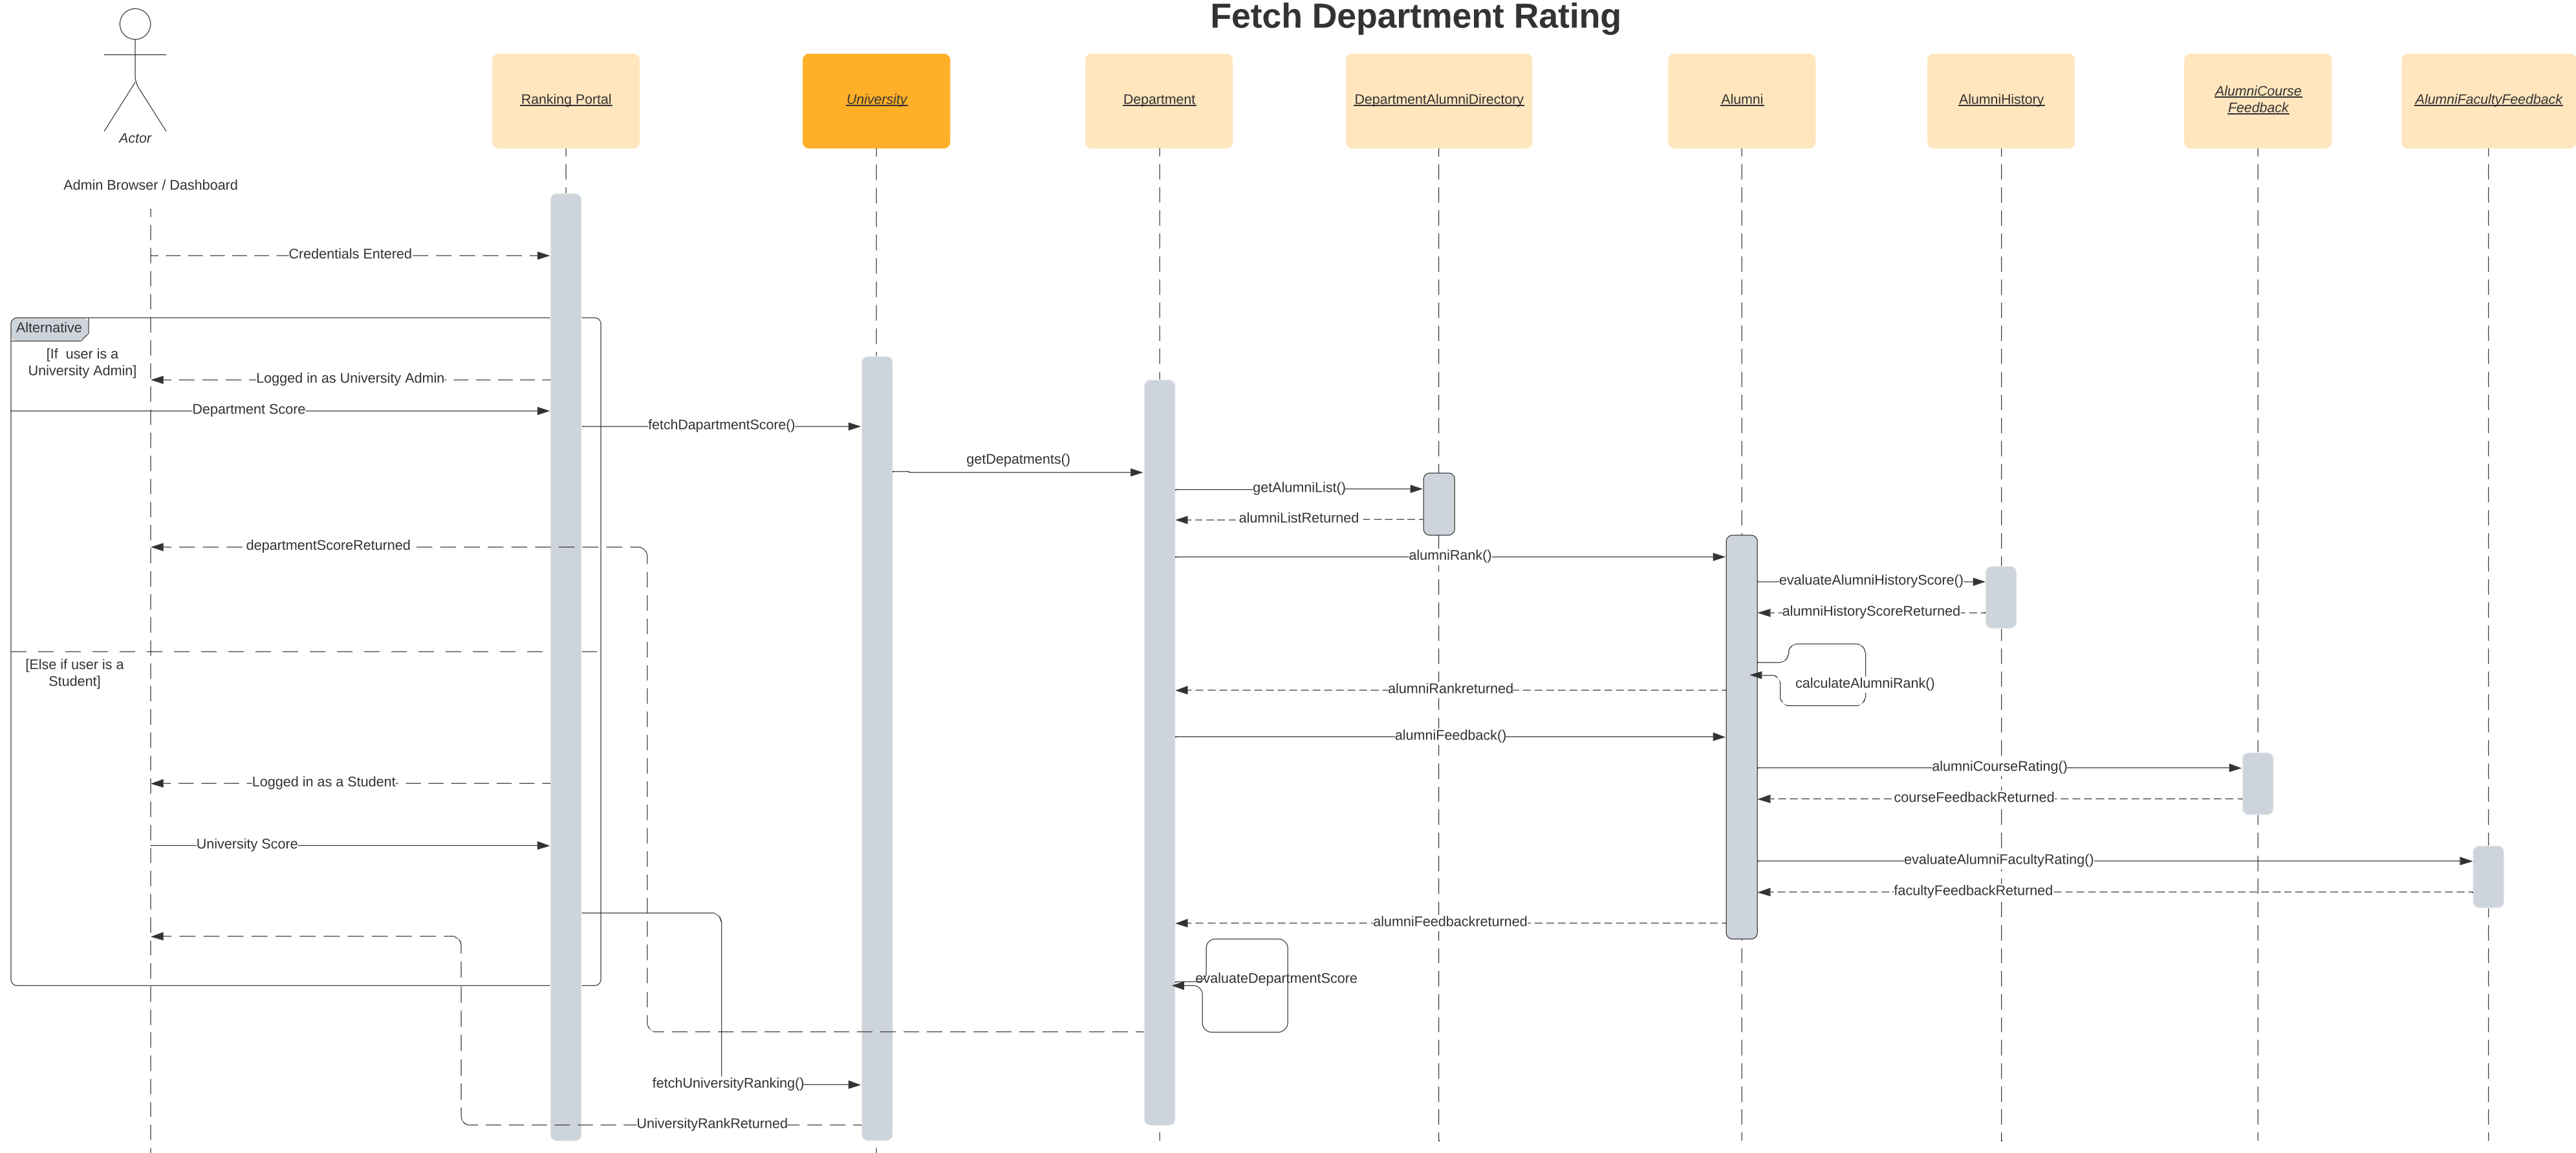 Fetch Department Rating
Actor
Ranking Portal
University
Department
DepartmentAlumniDirectory
Alumni
AlumniHistory
AlumniCourse
Feedback
AlumniFacultyFeedback
Admin Browser / Dashboard
Credentials Entered
Alternative
[If user is a
University Admin]
Logged in as University Admin
Department Score
fetchDapartmentScore()
getDepatments()
getAlumniList()
alumniListReturned
departmentScoreReturned
alumniRank()
evaluateAlumniHistoryScore()
alumniHistoryScoreReturned
[Else if user is a
Student]
calculateAlumniRank()
alumniRankreturned
alumniFeedback()
alumniCourseRating()
Logged in as a Student
courseFeedbackReturned
University Score
evaluateAlumniFacultyRating()
facultyFeedbackReturned
alumniFeedbackreturned
evaluateDepartmentScore
fetchUniversityRanking()
UniversityRankReturned